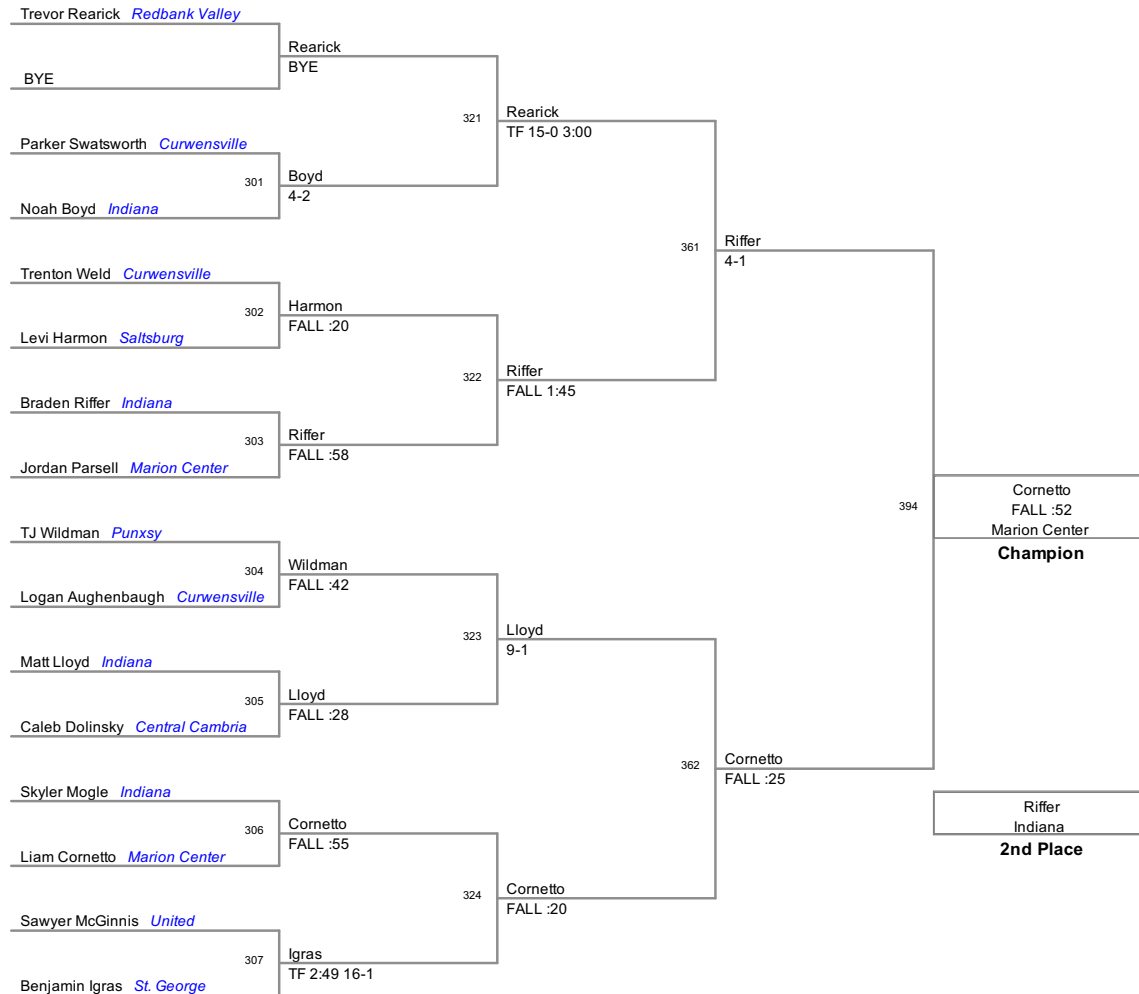 Trevor Rearick Redbank Valley
BYE
Parker Swatsworth Curwensville
301
Noah Boyd Indiana
Trenton Weld Curwensville
302
Levi Harmon Saltsburg
Braden Riffer Indiana
303
Jordan Parsell Marion Center
TJ Wildman Punxsy
304
Logan Aughenbaugh Curwensville
Matt Lloyd Indiana
305
Caleb Dolinsky Central Cambria
Skyler Mogle Indiana
306
Liam Cornetto Marion Center
Sawyer McGinnis United
307
Benjamin Igras St. George
Rearick
BYE
321
Boyd
4-2
Harmon
FALL :20
322
Riffer
FALL :58
Wildman
FALL :42
323
Lloyd
FALL :28
Cornetto
FALL :55
324
Igras
TF 2:49 16-1
Rearick
TF 15-0 3:00
361
Riffer
FALL 1:45
Lloyd
9-1
362
Cornetto
FALL :20
Riffer
4-1
394
Cornetto
FALL :25
Cornetto
FALL :52
Marion Center
Champion
Riffer
Indiana
2nd Place